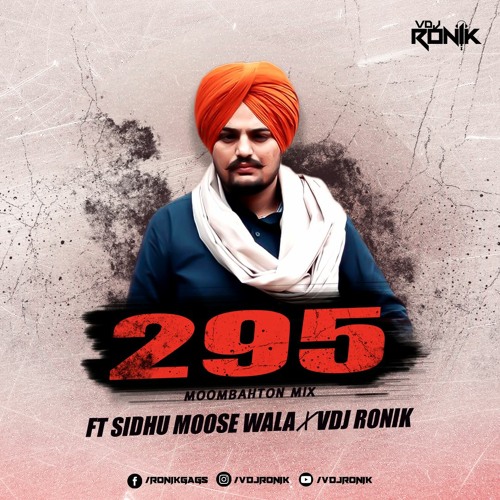 VDJ
RONIK
295
MOOMBAHTON MIX
FT SIDHU MOOSE WALA X VDJ RONIK
/RONIKGAGS /VDJRONIK /VDJRONIK